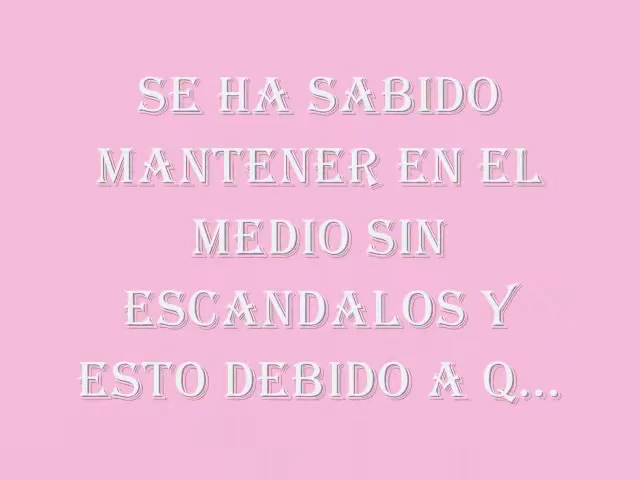 SE HA SABIDO
MANTENER EN EL
MEDIO SIN
ESCANDALOS Y
ESTO DEBIDO A Q...